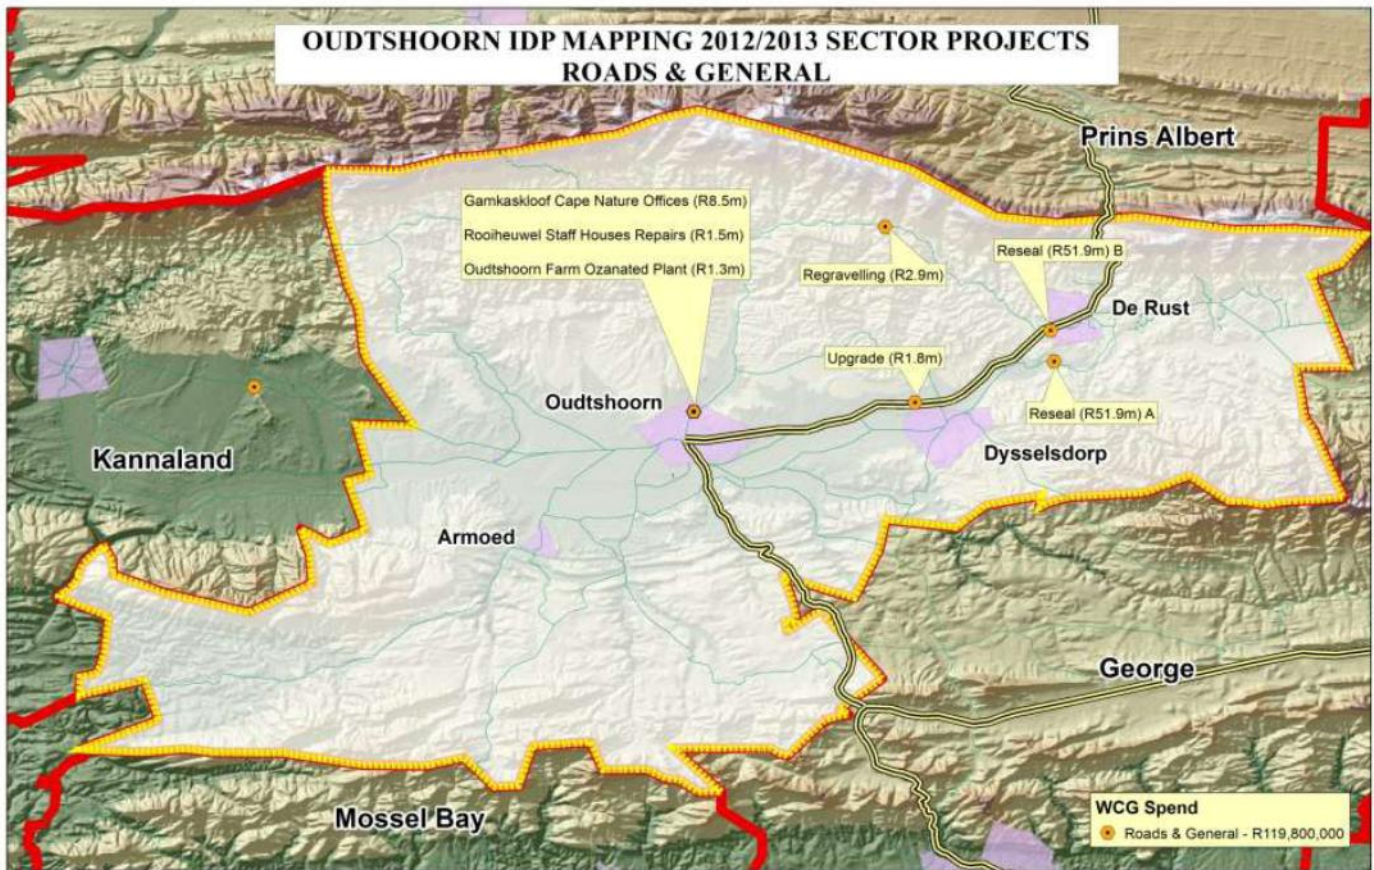 OUDTSHOORN IDP MAPPING 2012/2013 SECTOR PROJECTS
ROADS & GENERAL
Prins Albert
Gamkaskloof Cape Nature Offices (R8.5m)
Rooiheuwel Staff Houses Repairs (R1.5m)
Oudtshoorn Farm Ozanated Plant (R1.3m)
Regravelling (R2.9m)
Reseal (R51.9m) B
De Rust
Upgrade (R1.8m)
Oudtshoorn
Reseal (R51.9m) A
Kannaland
Dysselsdorp
Armoed
George
Mossel Bay
WCG Spend
Roads & General - R119,800,000